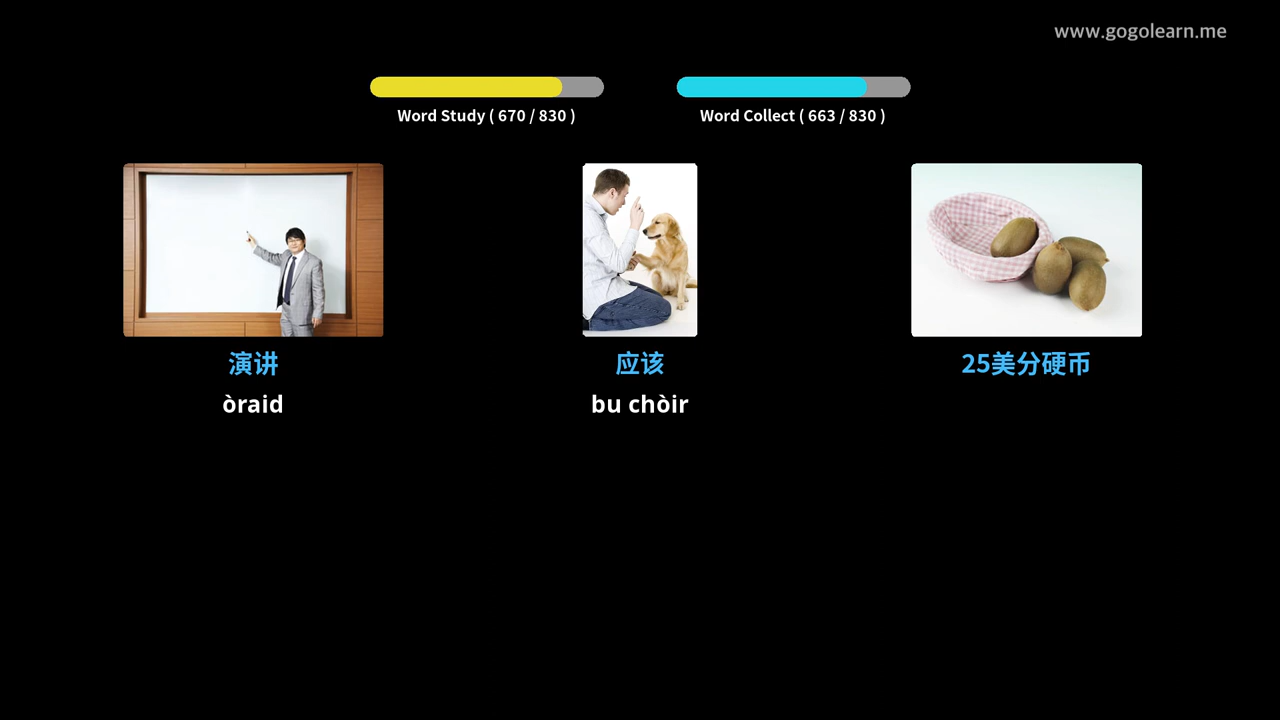 www.gogolearn.me
Word Study ( 670 / 830 )
Word Collect ( 663 / 830 )
演讲
òraid
应该
bu chòir
25美分硬币